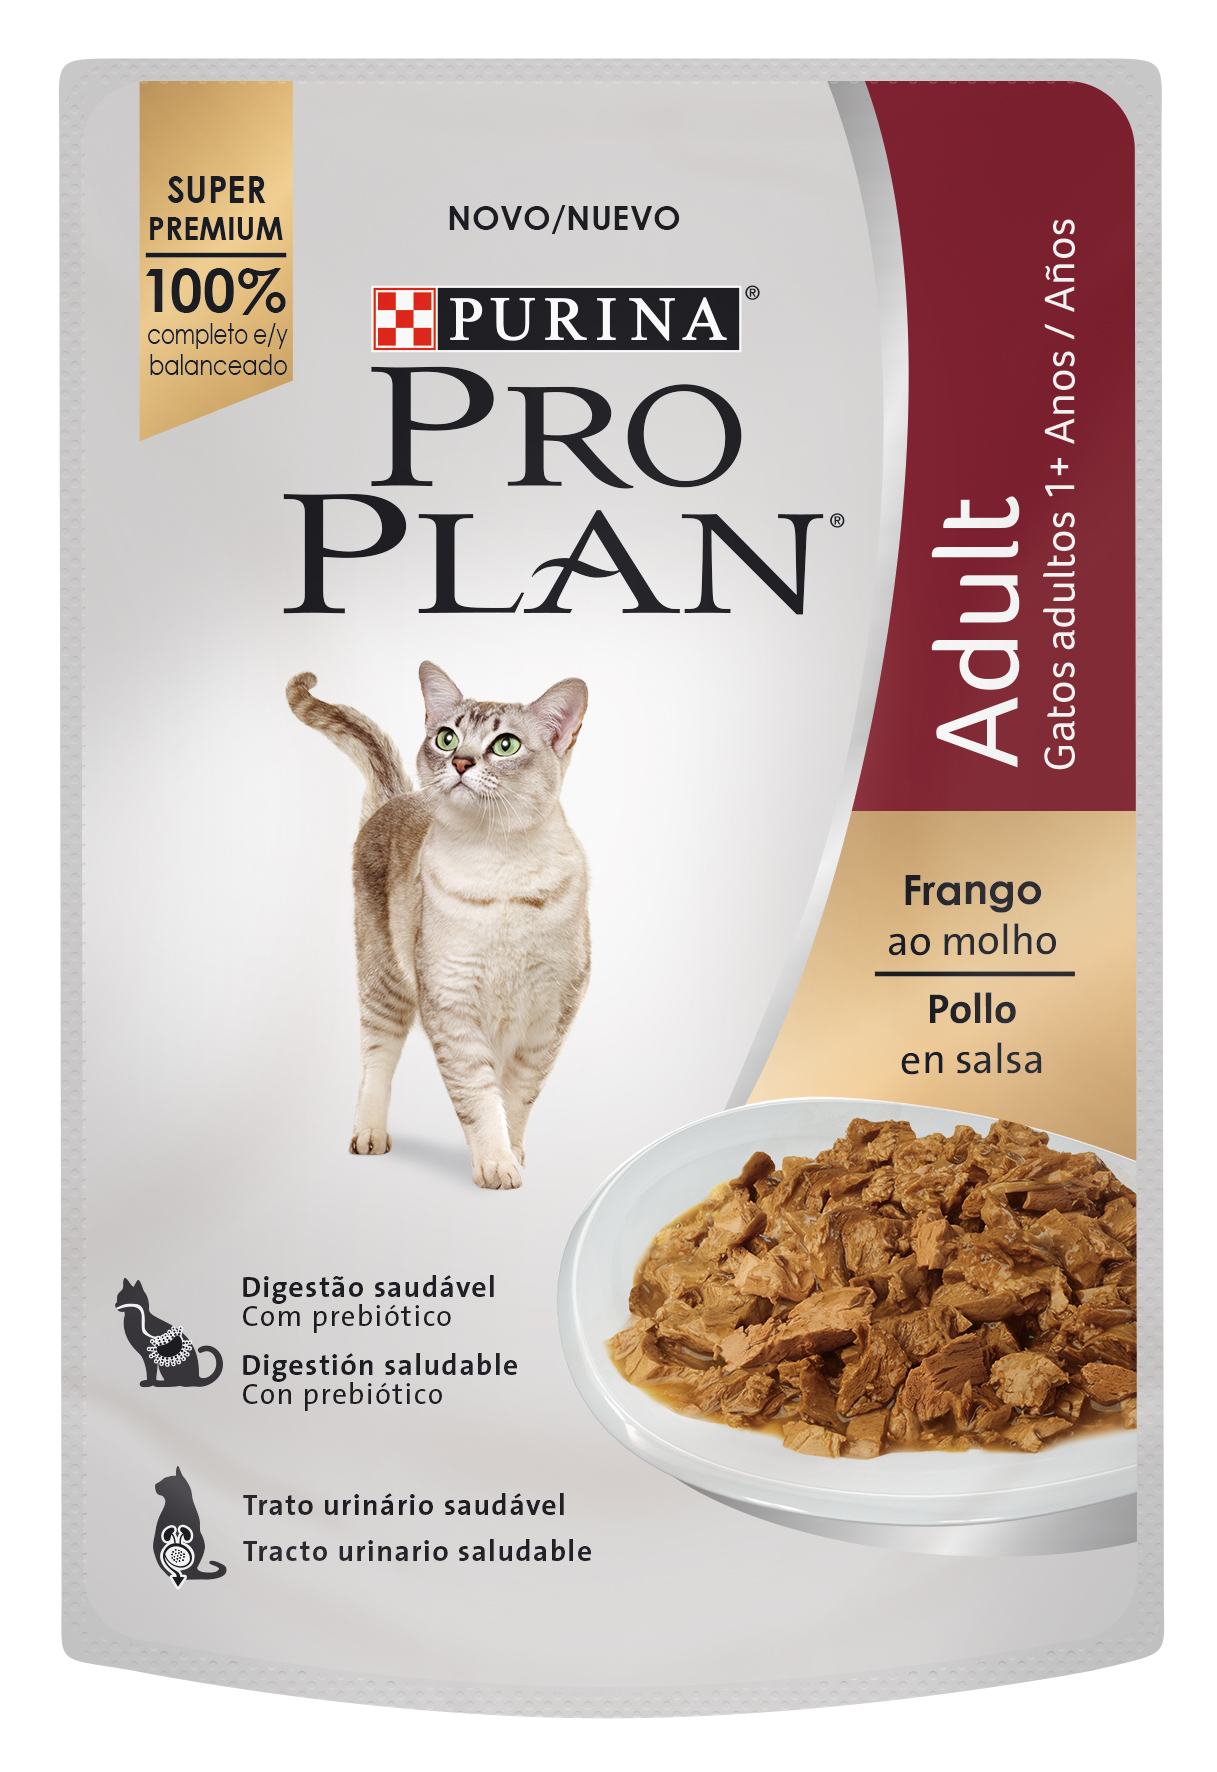 SUPER
PREMIUM
100%
completo e/y
balanceado
NOVO/NUEVO
PURINA®
PRO
PLAN®
Adult
Gatos adultos 1+ Anos / Años
Frango
ao molho
Pollo
en salsa
Digestão saudável
Com prebiótico
Digestión saludable
Con prebiótico
Trato urinário saudável
Tracto urinario saludable